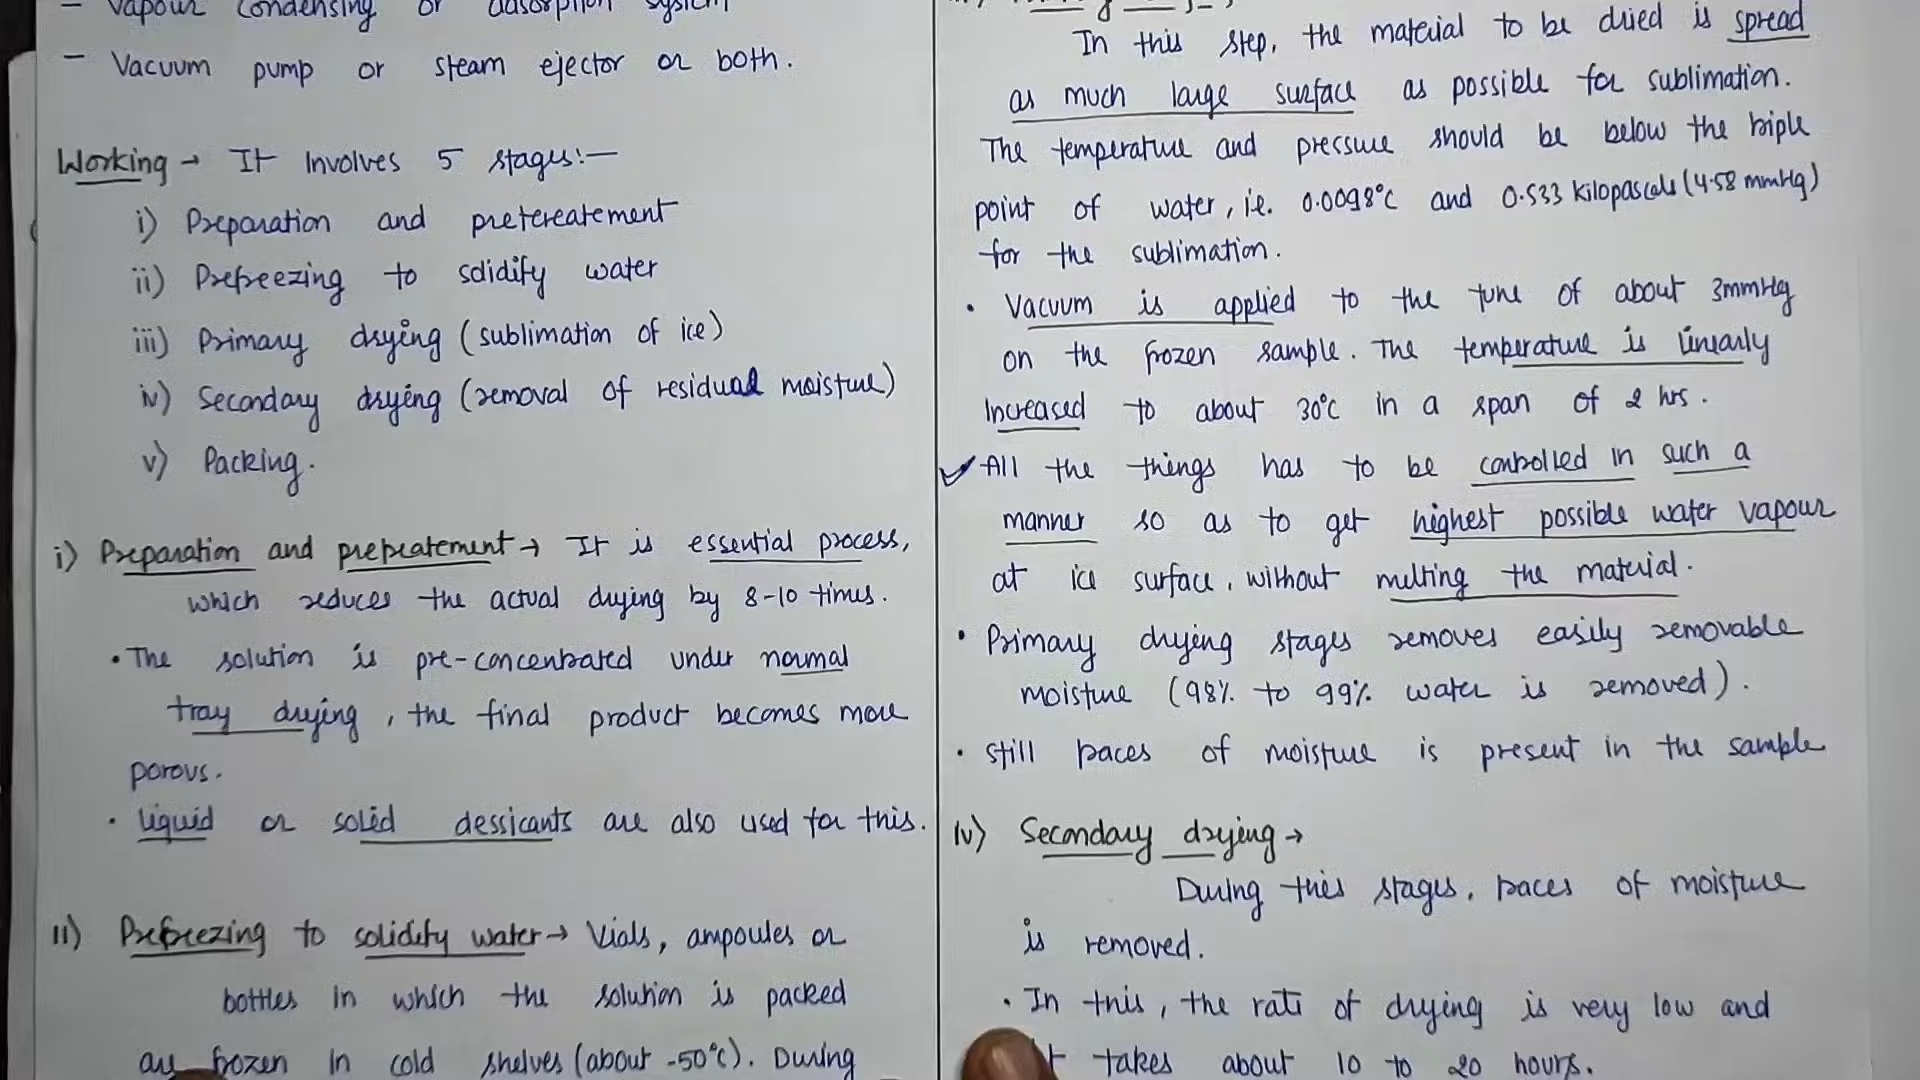 - Vapour condensing or adsorption system
- Vacuum pump or steam ejector or both.
Working → It Involves 5 stages:-
i) Preparation and pretereatement
ii) Prefreezing to solidify water
iii) Primary drying (sublimation of ice)
iv) Secondary drying (removal of residual moisture)
v) Packing.
i) Preparation and pretreatement → It is essential process,
which reduces the actual drying by 8-10 times.
• The solution is pre-concentrated under normal
tray drying, the final product becomes more
porous.
• liquid or solid dessicants are also used for this.
II) Prefreezing to solidify water → Vials, ampoules or
bottles in which the solution is packed
are frozen in cold shelves (about -50°C). During
In this step, the material to be dried is spread
as much large surface as possible for sublimation.
The temperature and pressure should be below the triple
point of water, i.e. 0.0098°C and 0.533 kilopascals (4.58 mmHg)
for the sublimation.
• Vacuum is applied to the tune of about 3mmHg
on the frozen sample. The temperature is linearly
Increased to about 30°C in a span of 2 hrs.
✓ All the things has to be controlled in such a
manner so as to get highest possible water vapour
at ice surface, without melting the material.
• Primary drying stages removes easily removable
moisture (98% to 99% water is removed).
• still traces of moisture is present in the sample
IV) Secondary drying →
During this stages, traces of moisture
is removed.
• In this, the rate of drying is very low and
takes about 10 to 20 hours.